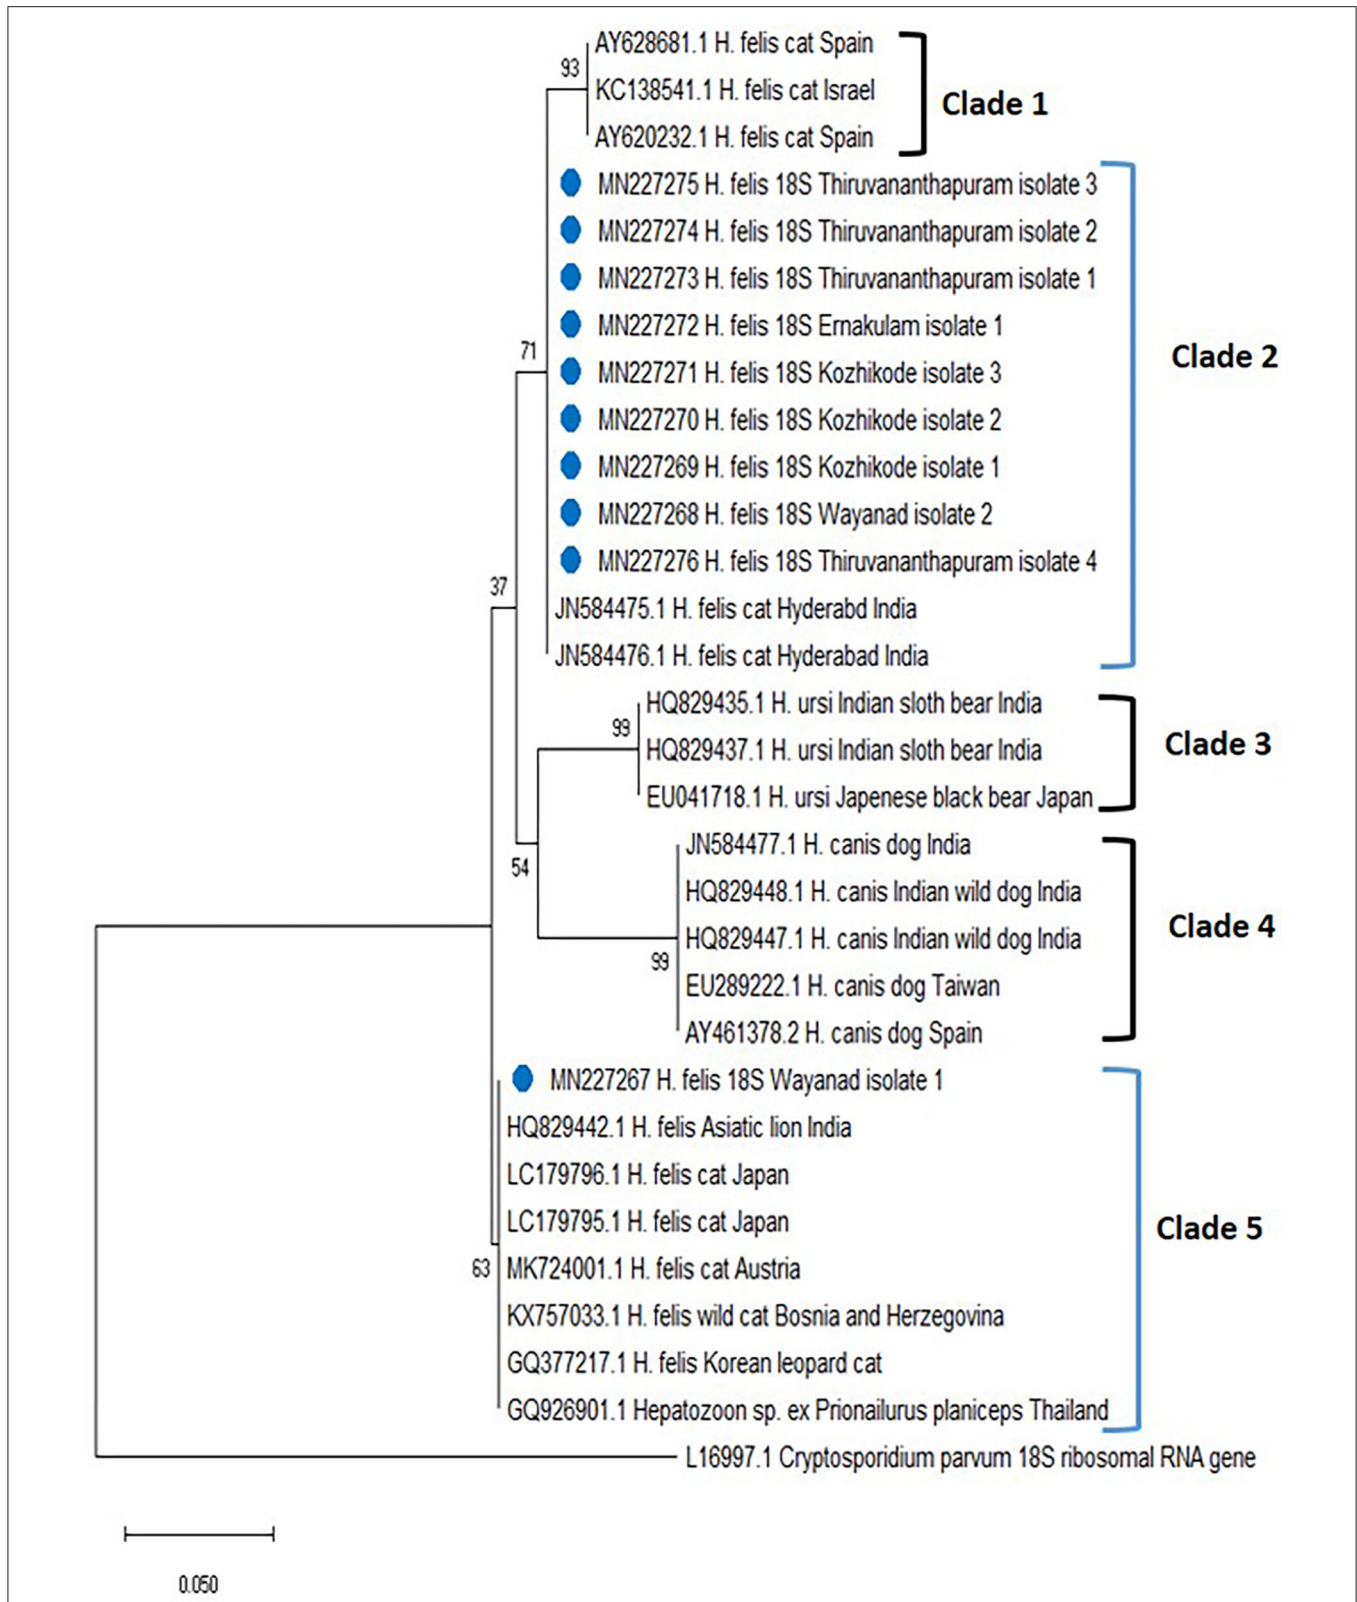 AY628681.1 H. felis cat Spain
93
KC138541.1 H. felis cat Israel
Clade 1
AY620232.1 H. felis cat Spain
MN227275 H. felis 18S Thiruvananthapuram isolate 3
MN227274 H. felis 18S Thiruvananthapuram isolate 2
MN227273 H. felis 18S Thiruvananthapuram isolate 1
MN227272 H. felis 18S Ernakulam isolate 1
71
Clade 2
MN227271 H. felis 18S Kozhikode isolate 3
MN227270 H. felis 18S Kozhikode isolate 2
MN227269 H. felis 18S Kozhikode isolate 1
MN227268 H. felis 18S Wayanad isolate 2
MN227276 H. felis 18S Thiruvananthapuram isolate 4
37
JN584475.1 H. felis cat Hyderabd India
JN584476.1 H. felis cat Hyderabad India
HQ829435.1 H. ursi Indian sloth bear India
99
HQ829437.1 H. ursi Indian sloth bear India
Clade 3
EU041718.1 H. ursi Japenese black bear Japan
JN584477.1 H. canis dog India
54
HQ829448.1 H. canis Indian wild dog India
Clade 4
HQ829447.1 H. canis Indian wild dog India
99
EU289222.1 H. canis dog Taiwan
AY461378.2 H. canis dog Spain
MN227267 H. felis 18S Wayanad isolate 1
HQ829442.1 H. felis Asiatic lion India
LC179796.1 H. felis cat Japan
LC179795.1 H. felis cat Japan
Clade 5
63
MK724001.1 H. felis cat Austria
KX757033.1 H. felis wild cat Bosnia and Herzegovina
GQ377217.1 H. felis Korean leopard cat
GQ926901.1 Hepatozoon sp. ex Prionailurus planiceps Thailand
L16997.1 Cryptosporidium parvum 18S ribosomal RNA gene
0.050